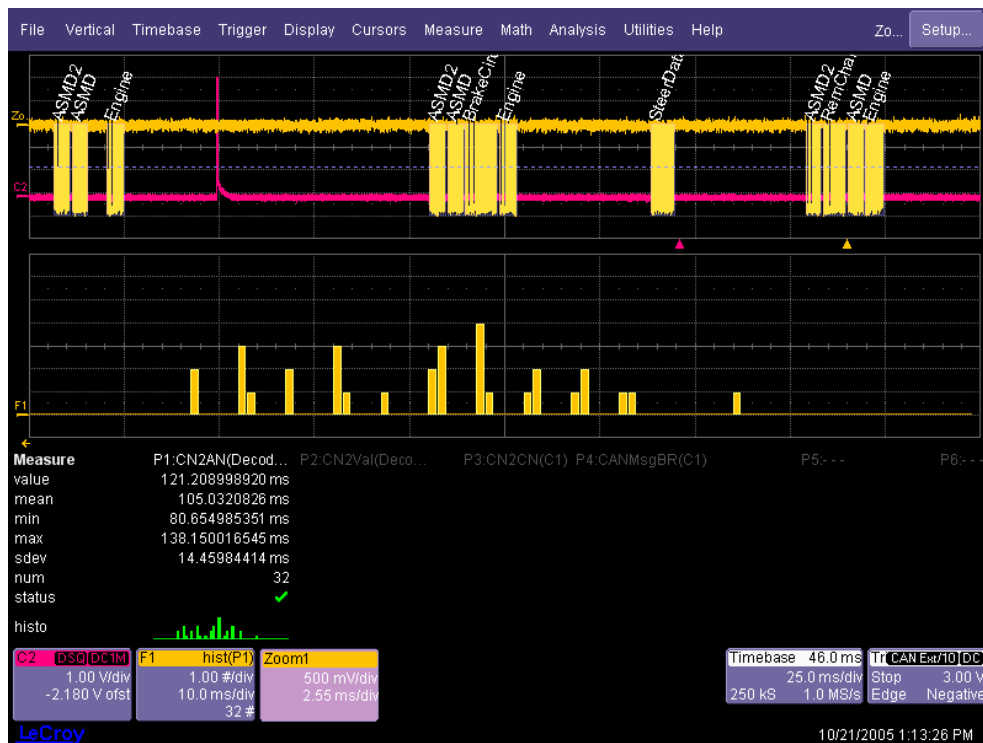 File Vertical Timebase Trigger Display Cursors Measure Math Analysis Utilities Help Zo... Setup...
ASMD2 ASMD Engine ASMD2 ASMD BrakeCir Engine SteerData ASMD2 RemChar ASMD Engine
Zo
C2
F1
Measure P1:CN2AN(Decod... P2:CN2Val(Deco... P3:CN2CN(C1) P4:CANMsgBR(C1) P5:--- P6:---
value 121.208998920 ms
mean 105.0320826 ms
min 80.654985351 ms
max 138.150016545 ms
sdev 14.45984414 ms
num 32
status
histo
C2 DSQ DC1M F1 hist(P1) Zoom1 Timebase 46.0 ms Tri CAN Ext/10 DC
1.00 V/div 1.00 #/div 500 mV/div 25.0 ms/div Stop 3.00 V
-2.180 V ofst 10.0 ms/div 2.55 ms/div 250 kS 1.0 MS/s Edge Negative
32 #
LeCroy 10/21/2005 1:13:26 PM